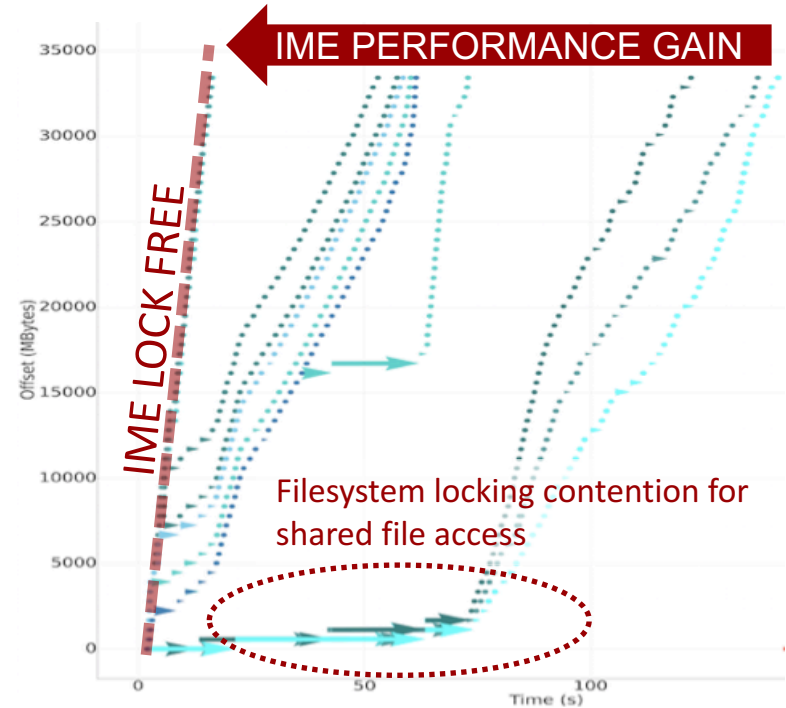 IME PERFORMANCE GAIN
35000
30000
25000
20000
15000
10000
5000
0
Offset (MBytes)
IME LOCK FREE
Filesystem locking contention for
shared file access
0
50
100
Time (s)